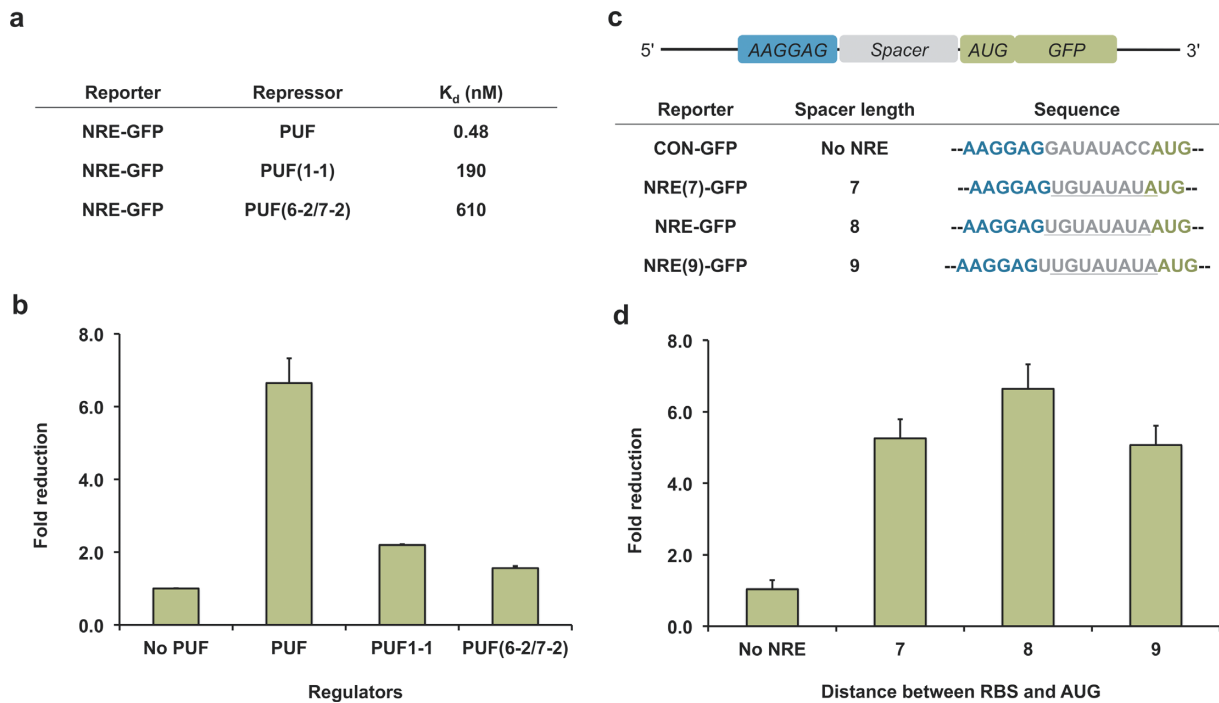 a
Reporter Repressor Kd (nM)
NRE-GFP PUF 0.48
NRE-GFP PUF(1-1) 190
NRE-GFP PUF(6-2/7-2) 610
b
8.0
6.0
4.0
2.0
0.0
Fold reduction
No PUF PUF PUF1-1 PUF(6-2/7-2)
Regulators
c
5' AAGGAG Spacer AUG GFP 3'
Reporter Spacer length Sequence
CON-GFP No NRE --AAGGAGGAUAUACCAUG--
NRE(7)-GFP 7 --AAGGAGUGUAUAUAUG--
NRE-GFP 8 --AAGGAGUGUAUAUAAUG--
NRE(9)-GFP 9 --AAGGAGUUGUAUAUAAUG--
d
8.0
6.0
4.0
2.0
0.0
Fold reduction
No NRE 7 8 9
Distance between RBS and AUG